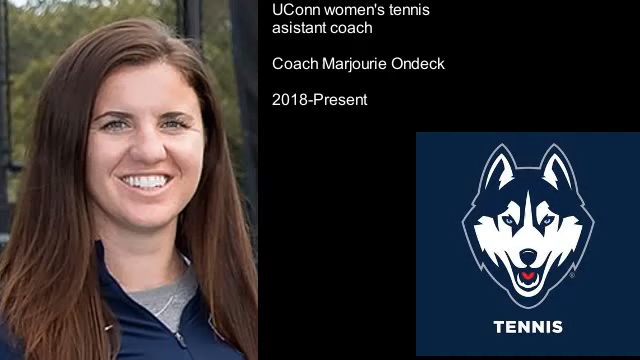 UConn women's tennis
asistant coach
Coach Marjourie Ondeck
2018-Present
TENNIS